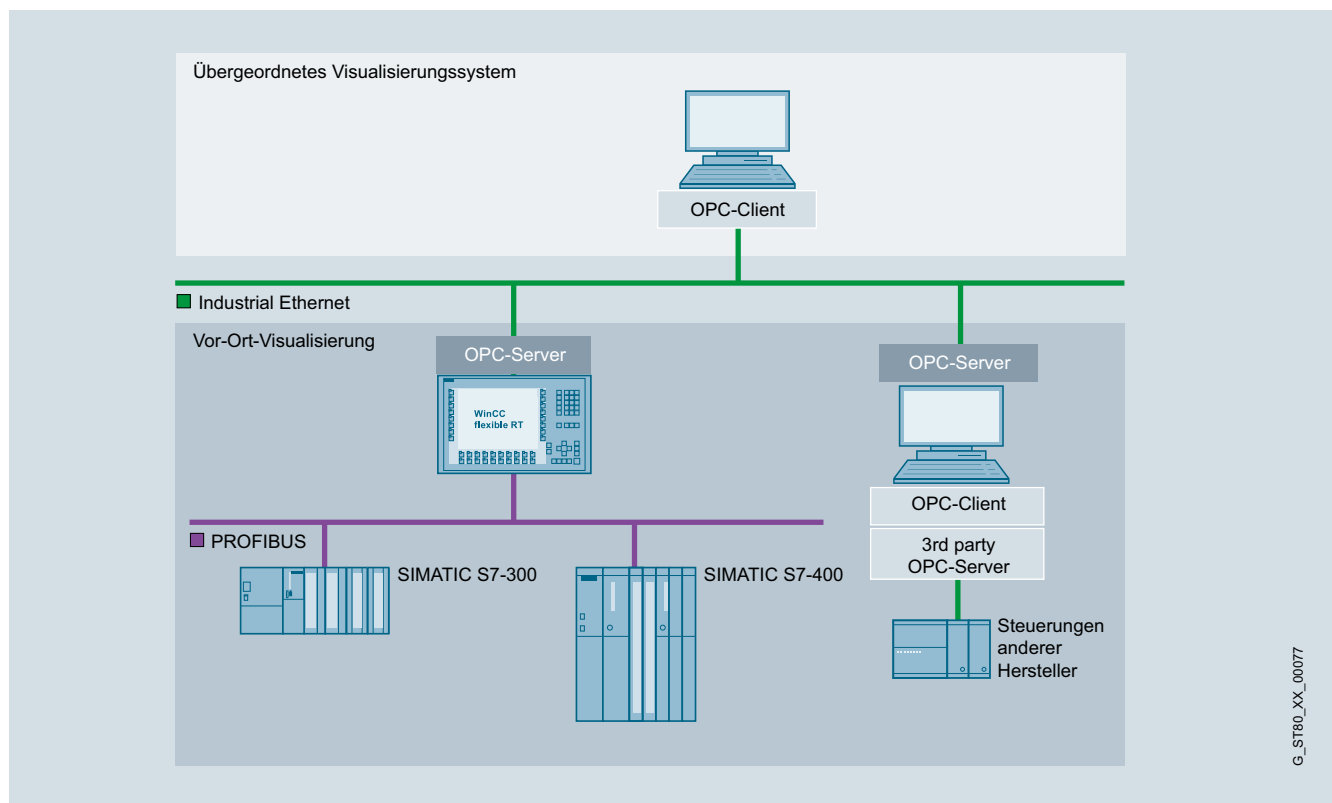 Übergeordnetes Visualisierungssystem
OPC-Client
Industrial Ethernet
Vor-Ort-Visualisierung
OPC-Server
OPC-Server
WinCC
flexible RT
OPC-Client
3rd party
OPC-Server
PROFIBUS
SIMATIC S7-300
SIMATIC S7-400
Steuerungen
anderer
Hersteller
G_ST80_XX_00077